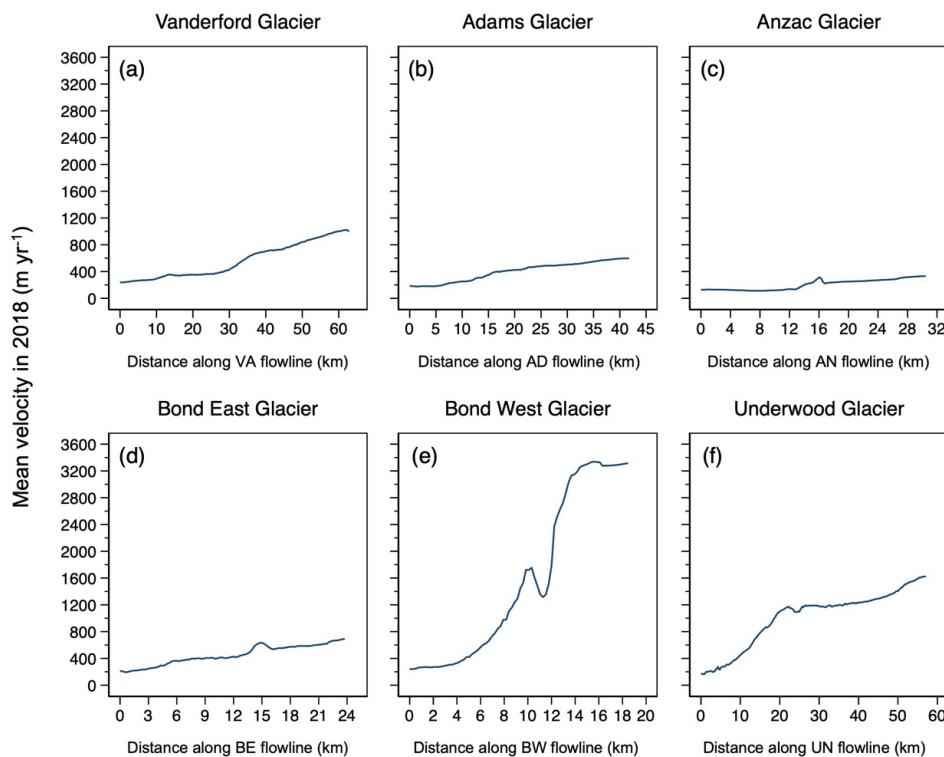 Vanderford Glacier Adams Glacier Anzac Glacier
(a) (b) (c)
3600
3200
2800
2400
2000
1600
1200
800
400
0
0 10 20 30 40 50 60 0 5 10 15 20 25 30 35 40 45 0 4 8 12 16 20 24 28 32
Distance along VA flowline (km) Distance along AD flowline (km) Distance along AN flowline (km)
Mean velocity in 2018 (m yr⁻¹)
Bond East Glacier Bond West Glacier Underwood Glacier
(d) (e) (f)
3600
3200
2800
2400
2000
1600
1200
800
400
0
0 3 6 9 12 15 18 21 24 0 2 4 6 8 10 12 14 16 18 20 0 10 20 30 40 50 60
Distance along BE flowline (km) Distance along BW flowline (km) Distance along UN flowline (km)